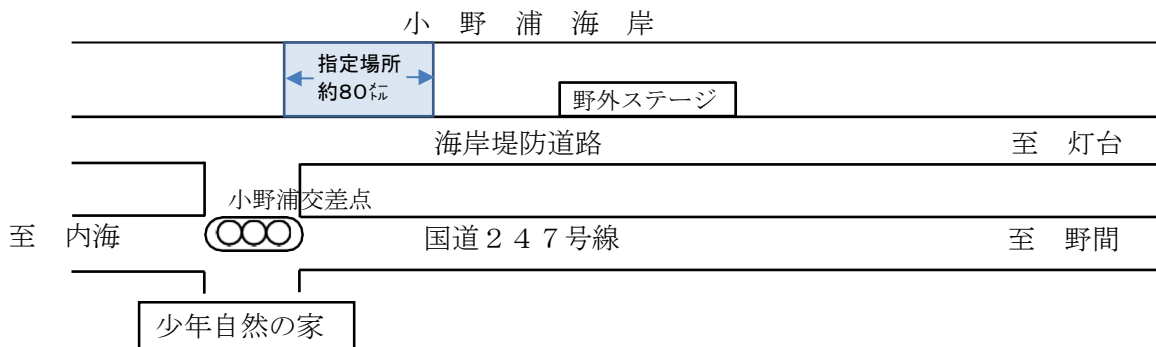 小野浦海岸
指定場所
約80㍍
野外ステージ
海岸堤防道路
至 灯台
小野浦交差点
至 内海
国道２４７号線
至 野間
少年自然の家